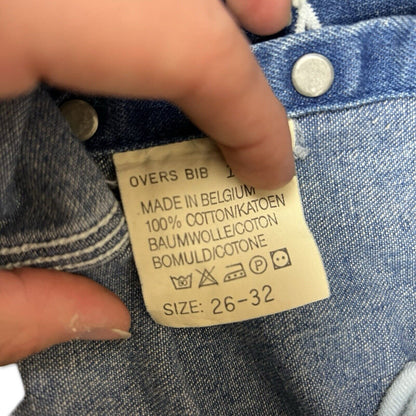 OVERS BIB
MADE IN BELGIUM
100% COTTON/KATOEN
BAUMWOLLE/COTON
BOMULD/COTONE
P
SIZE: 26-32